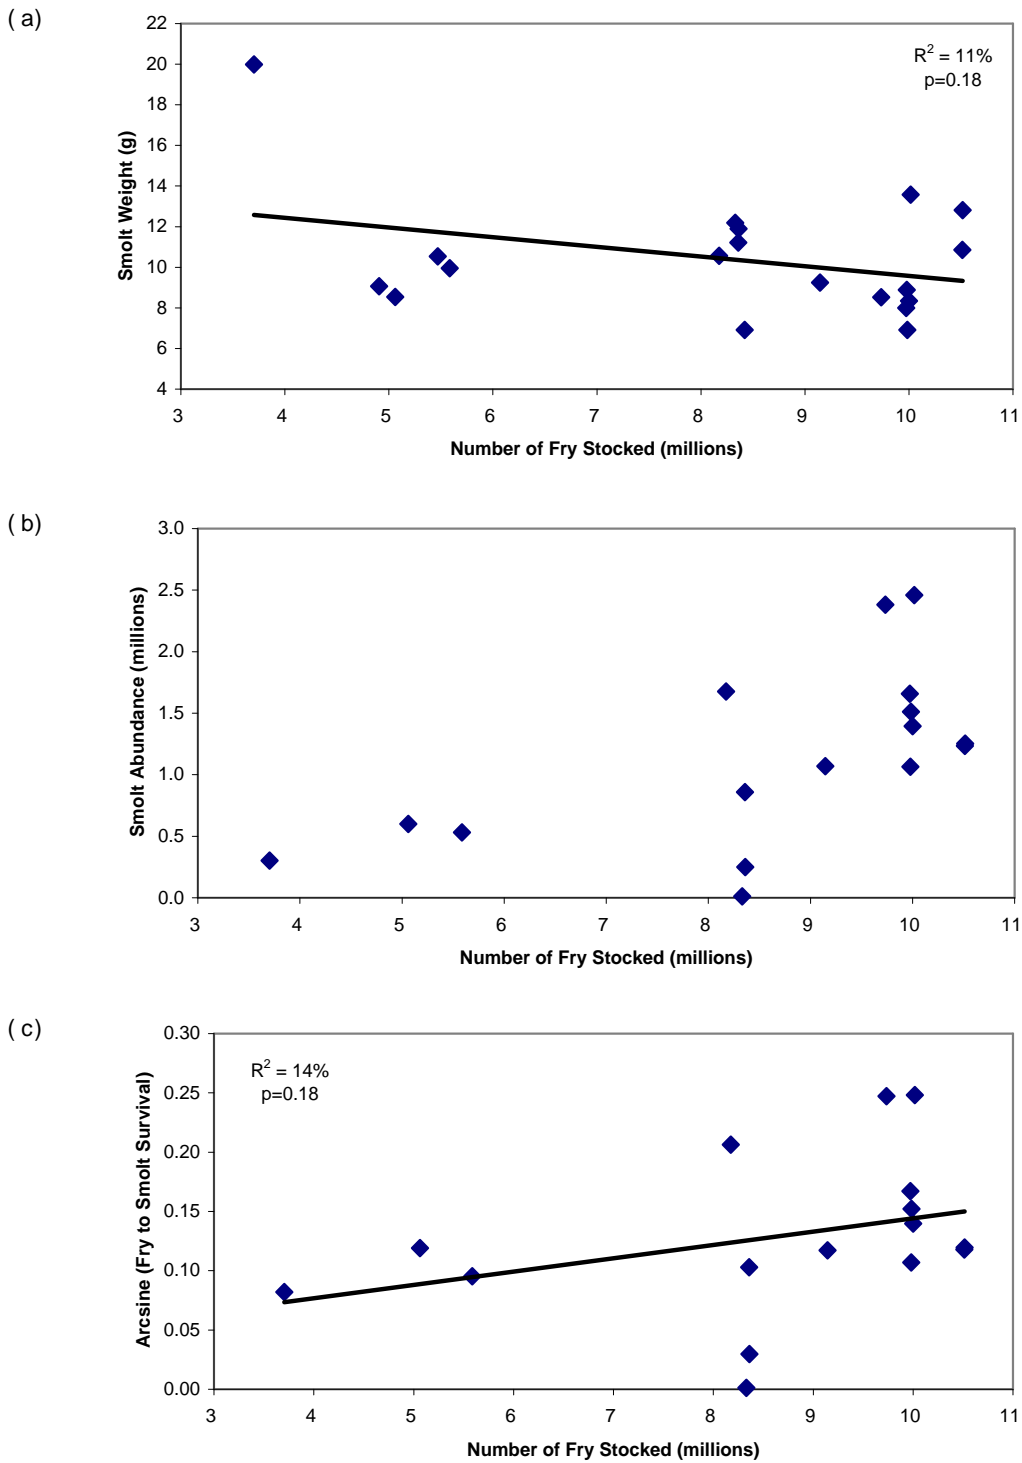 ( a)
22
20
18
16
14
12
10
8
6
4
Smolt Weight (g)
R² = 11%
p=0.18
3 4 5 6 7 8 9 10 11
Number of Fry Stocked (millions)
( b)
3.0
2.5
2.0
1.5
1.0
0.5
0.0
Smolt Abundance (millions)
3 4 5 6 7 8 9 10 11
Number of Fry Stocked (millions)
( c)
0.30
0.25
0.20
0.15
0.10
0.05
0.00
Arcsine (Fry to Smolt Survival)
R² = 14%
p=0.18
3 4 5 6 7 8 9 10 11
Number of Fry Stocked (millions)